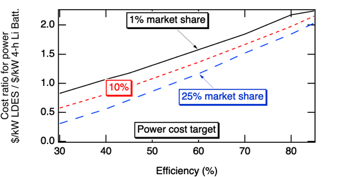 Cost ratio for power
$/kW LDES / $/kW 4-h Li Batt.
2.0
1.5
1.0
0.5
0.0
1% market share
10%
25% market share
Power cost target
30
40
50
60
70
80
Efficiency (%)